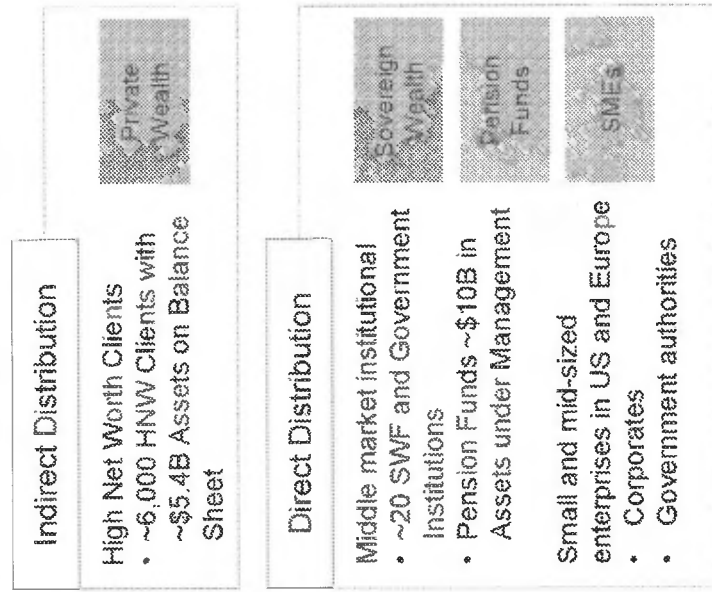 Indirect Distribution
High Net Worth Clients
• ~6,000 HNW Clients with
~$5.4B Assets on Balance
Sheet
Private
Wealth
Direct Distribution
Middle market institutional
• ~20 SWF and Government
Institutions
• Pension Funds ~$10B in
Assets under Management
Small and mid-sized
enterprises in US and Europe
• Corporates
• Government authorities
Sovereign
Wealth
Pension
Funds
SMEs